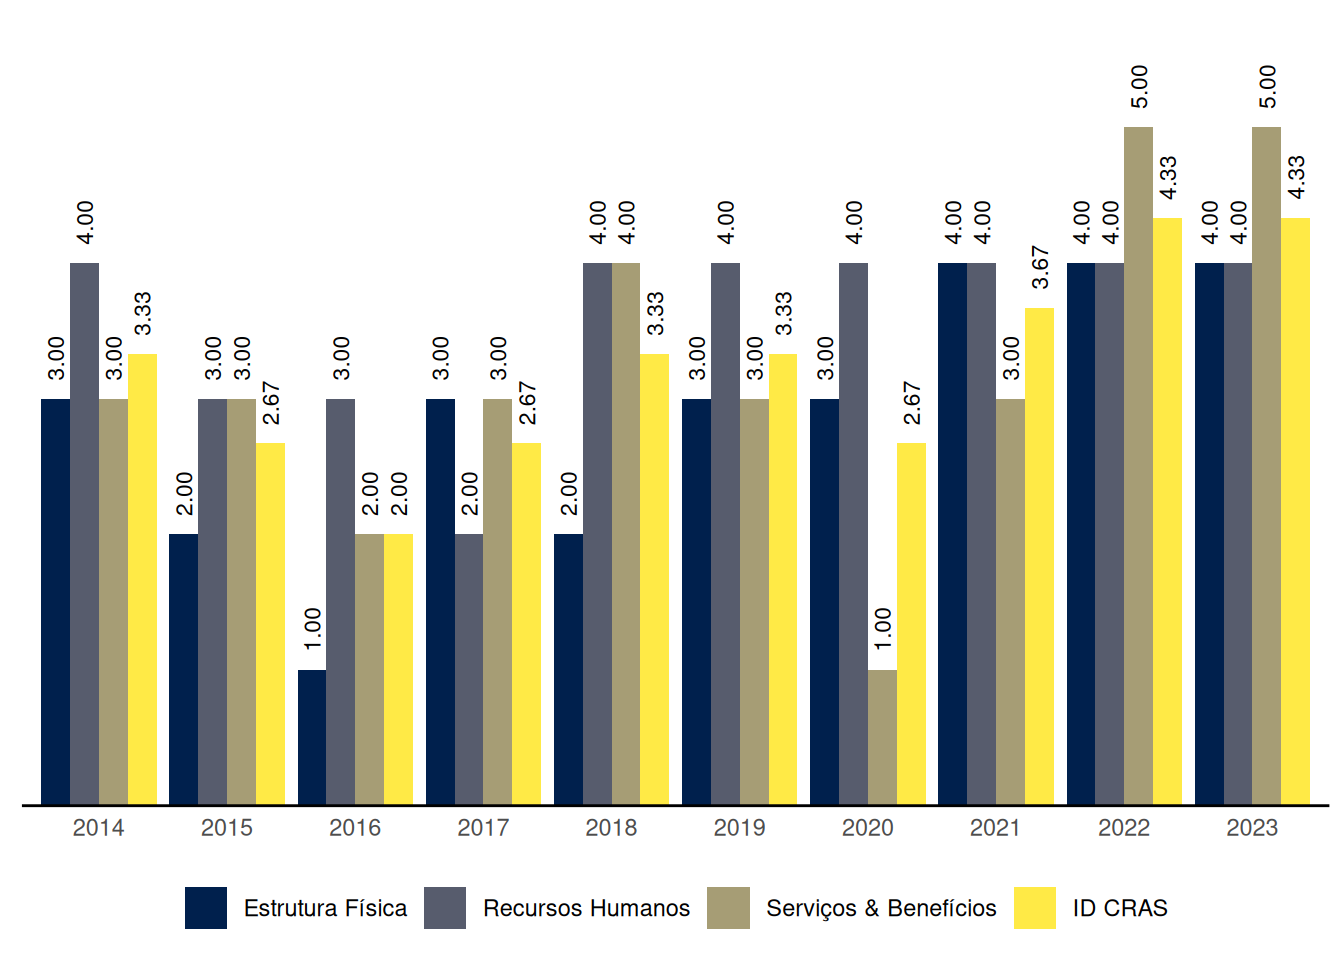 3.00 4.00 3.00 3.33
2.00 3.00 3.00 2.67
1.00 3.00 2.00 2.00
3.00 2.00 3.00 2.67
2.00 4.00 4.00 3.33
3.00 4.00 3.00 3.33
3.00 4.00 1.00 2.67
4.00 4.00 3.00 3.67
4.00 4.00 5.00 4.33
4.00 4.00 5.00 4.33
2014 2015 2016 2017 2018 2019 2020 2021 2022 2023
Estrutura Física Recursos Humanos Serviços & Benefícios ID CRAS